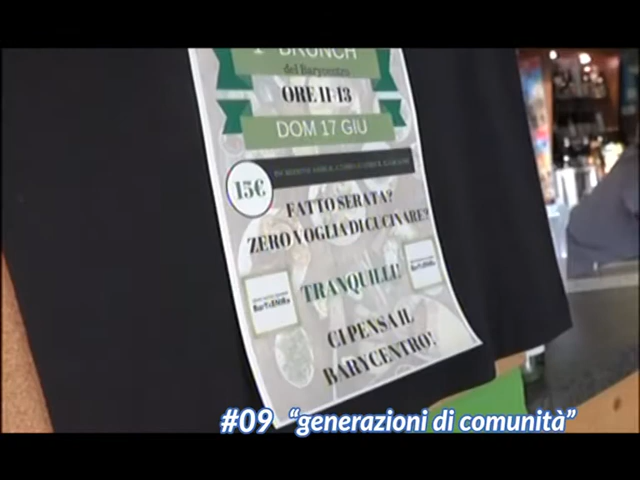 1° BRUNCH
del Barycentro
ORE 11-13
DOM 17 GIU
15€
FATTO SERATA?
ZERO VOGLIA DI CUCINARE?
TRANQUILLI!
CI PENSA IL
BARYCENTRO!
#09 “generazioni di comunità”